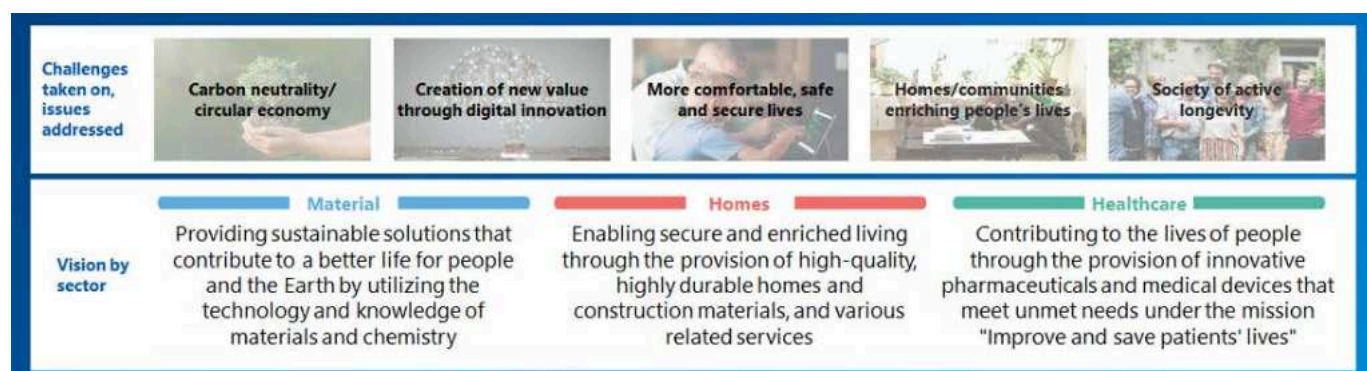 Challenges
taken on,
issues
addressed
Carbon neutrality/
circular economy
Creation of new value
through digital innovation
More comfortable, safe
and secure lives
Homes/communities
enriching people's lives
Society of active
longevity
Vision by
sector
Material
Providing sustainable solutions that
contribute to a better life for people
and the Earth by utilizing the
technology and knowledge of
materials and chemistry
Homes
Enabling secure and enriched living
through the provision of high-quality,
highly durable homes and
construction materials, and various
related services
Healthcare
Contributing to the lives of people
through the provision of innovative
pharmaceuticals and medical devices that
meet unmet needs under the mission
"Improve and save patients' lives"